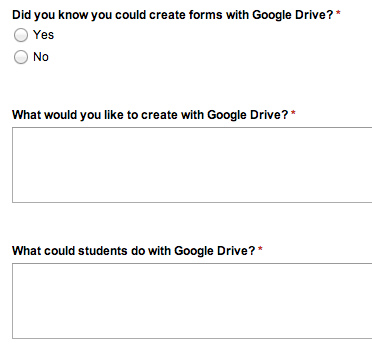 Did you know you could create forms with Google Drive? *
Yes
No
What would you like to create with Google Drive? *
What could students do with Google Drive? *